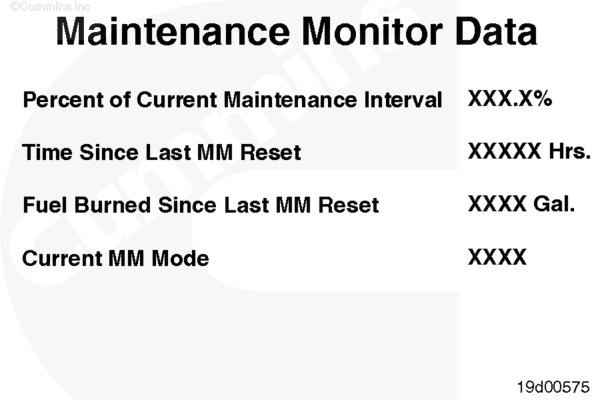 ©Cummins Inc
Maintenance Monitor Data
Percent of Current Maintenance Interval XXX.X%
Time Since Last MM Reset XXXXX Hrs.
Fuel Burned Since Last MM Reset XXXX Gal.
Current MM Mode XXXX
Cummins
19d00575